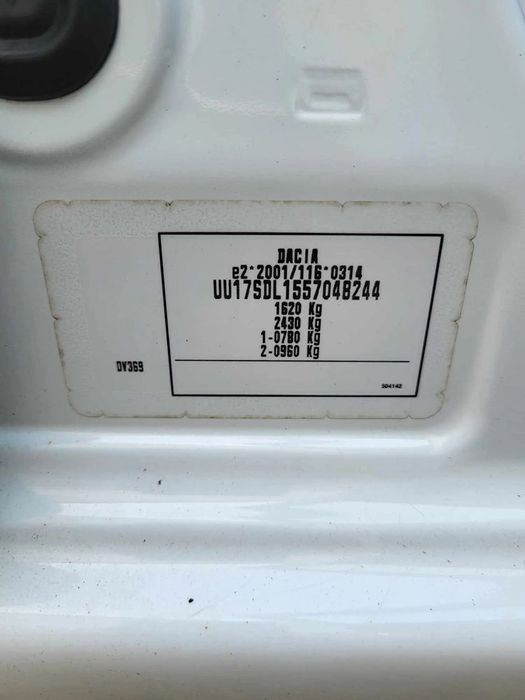 DACIA
e2*2001/116*0314
UU17SDL1557048244
1620 Kg
2430 Kg
1-0780 Kg
2-0960 Kg
DV369
504142